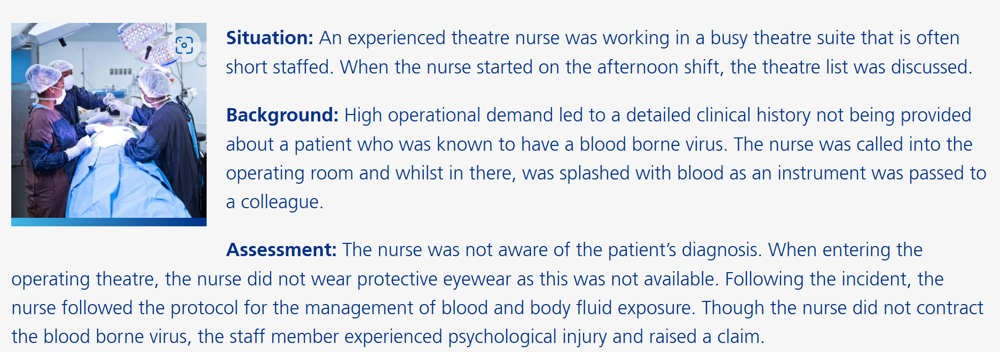 Situation: An experienced theatre nurse was working in a busy theatre suite that is often
short staffed. When the nurse started on the afternoon shift, the theatre list was discussed.
Background: High operational demand led to a detailed clinical history not being provided
about a patient who was known to have a blood borne virus. The nurse was called into the
operating room and whilst in there, was splashed with blood as an instrument was passed to
a colleague.
Assessment: The nurse was not aware of the patient’s diagnosis. When entering the
operating theatre, the nurse did not wear protective eyewear as this was not available. Following the incident, the
nurse followed the protocol for the management of blood and body fluid exposure. Though the nurse did not contract
the blood borne virus, the staff member experienced psychological injury and raised a claim.